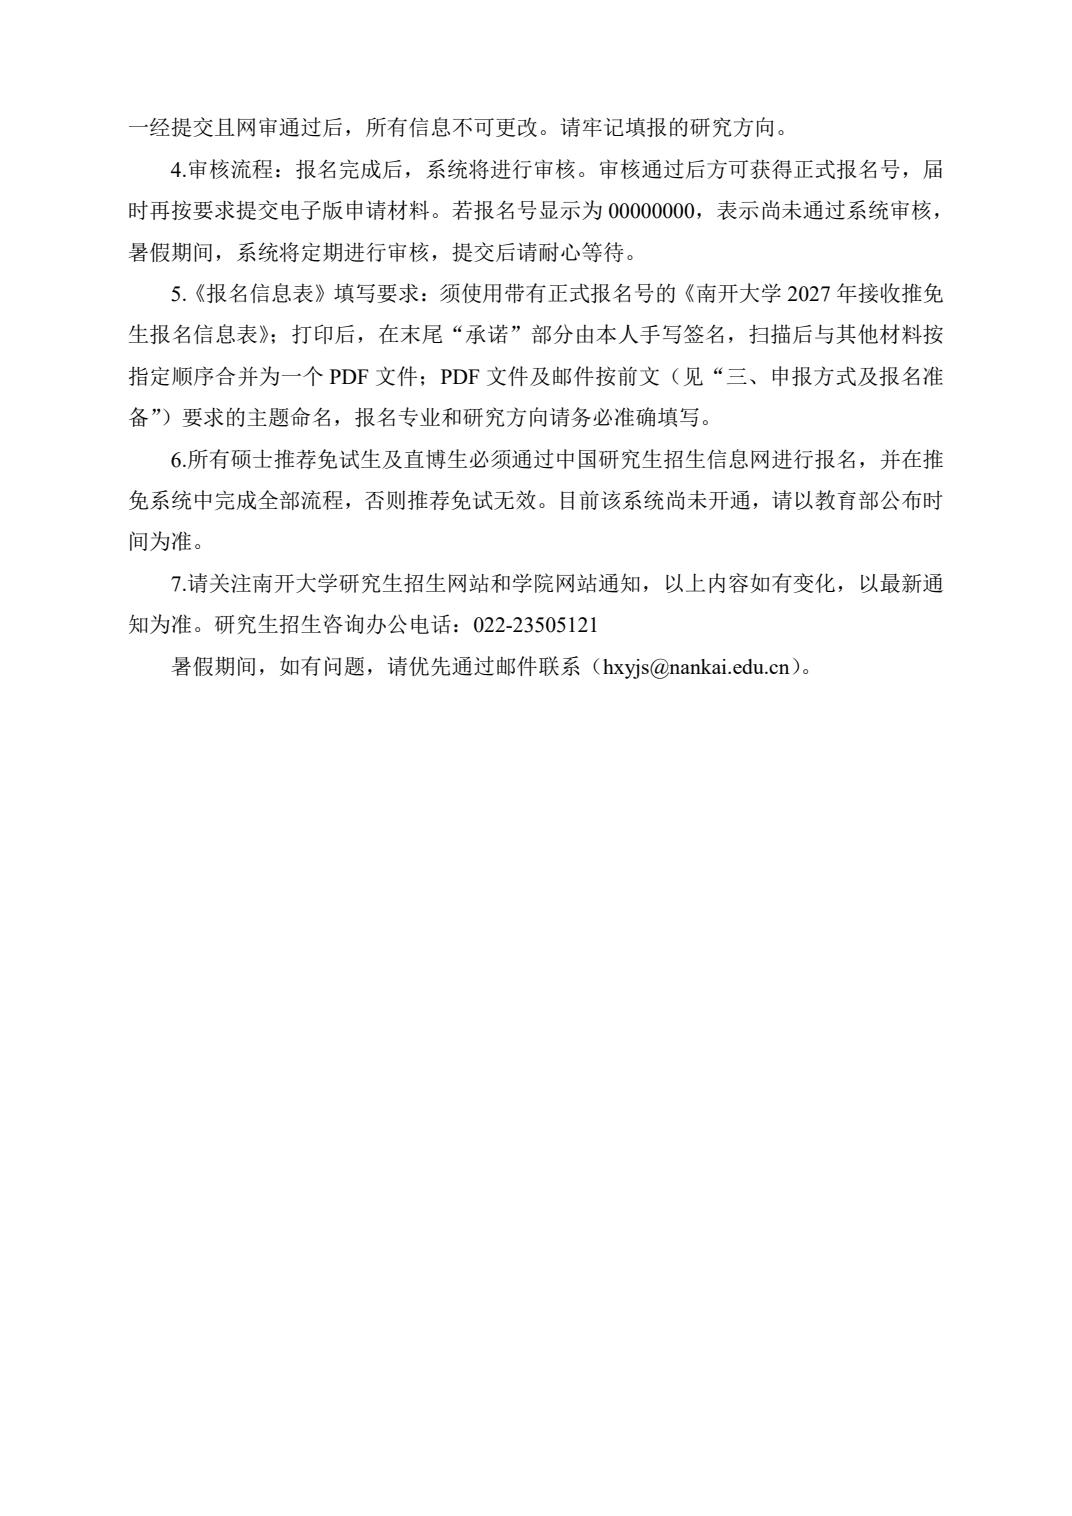 一经提交且网审通过后，所有信息不可更改。请牢记填报的研究方向。
4.审核流程：报名完成后，系统将进行审核。审核通过后方可获得正式报名号，届
时再按要求提交电子版申请材料。若报名号显示为 00000000，表示尚未通过系统审核，
暑假期间，系统将定期进行审核，提交后请耐心等待。
5.《报名信息表》填写要求：须使用带有正式报名号的《南开大学 2027 年接收推免
生报名信息表》；打印后，在末尾“承诺”部分由本人手写签名，扫描后与其他材料按
指定顺序合并为一个 PDF 文件；PDF 文件及邮件按前文（见“三、申报方式及报名准
备”）要求的主题命名，报名专业和研究方向请务必准确填写。
6.所有硕士推荐免试生及直博生必须通过中国研究生招生信息网进行报名，并在推
免系统中完成全部流程，否则推荐免试无效。目前该系统尚未开通，请以教育部公布时
间为准。
7.请关注南开大学研究生招生网站和学院网站通知，以上内容如有变化，以最新通
知为准。研究生招生咨询办公电话：022-23505121
暑假期间，如有问题，请优先通过邮件联系（hxyjs@nankai.edu.cn）。